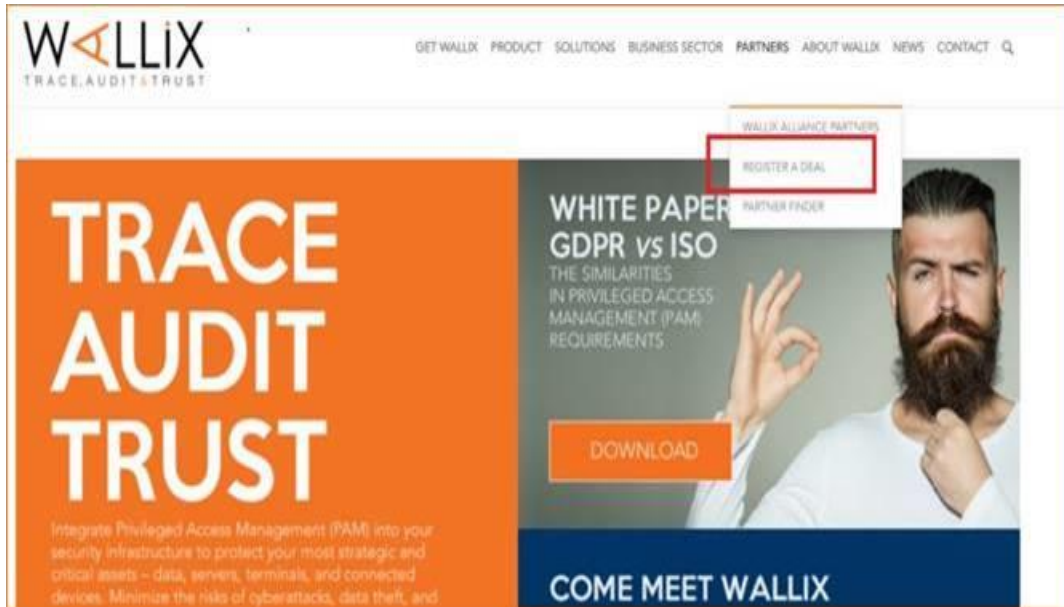 WALLiX
TRACE,AUDIT&TRUST
GET WALLIX PRODUCT SOLUTIONS BUSINESS SECTOR PARTNERS ABOUT WALLIX NEWS CONTACT
WALLIX ALLIANCE PARTNERS
REGISTER A DEAL
PARTNER FINDER
TRACE
AUDIT
TRUST
Integrate Privileged Access Management (PAM) into your
security infrastructure to protect your most strategic and
critical assets – data, servers, terminals, and connected
devices. Minimize the risks of cyberattacks, data theft, and
WHITE PAPER
GDPR vs ISO
THE SIMILARITIES
IN PRIVILEGED ACCESS
MANAGEMENT (PAM)
REQUIREMENTS
DOWNLOAD
COME MEET WALLIX